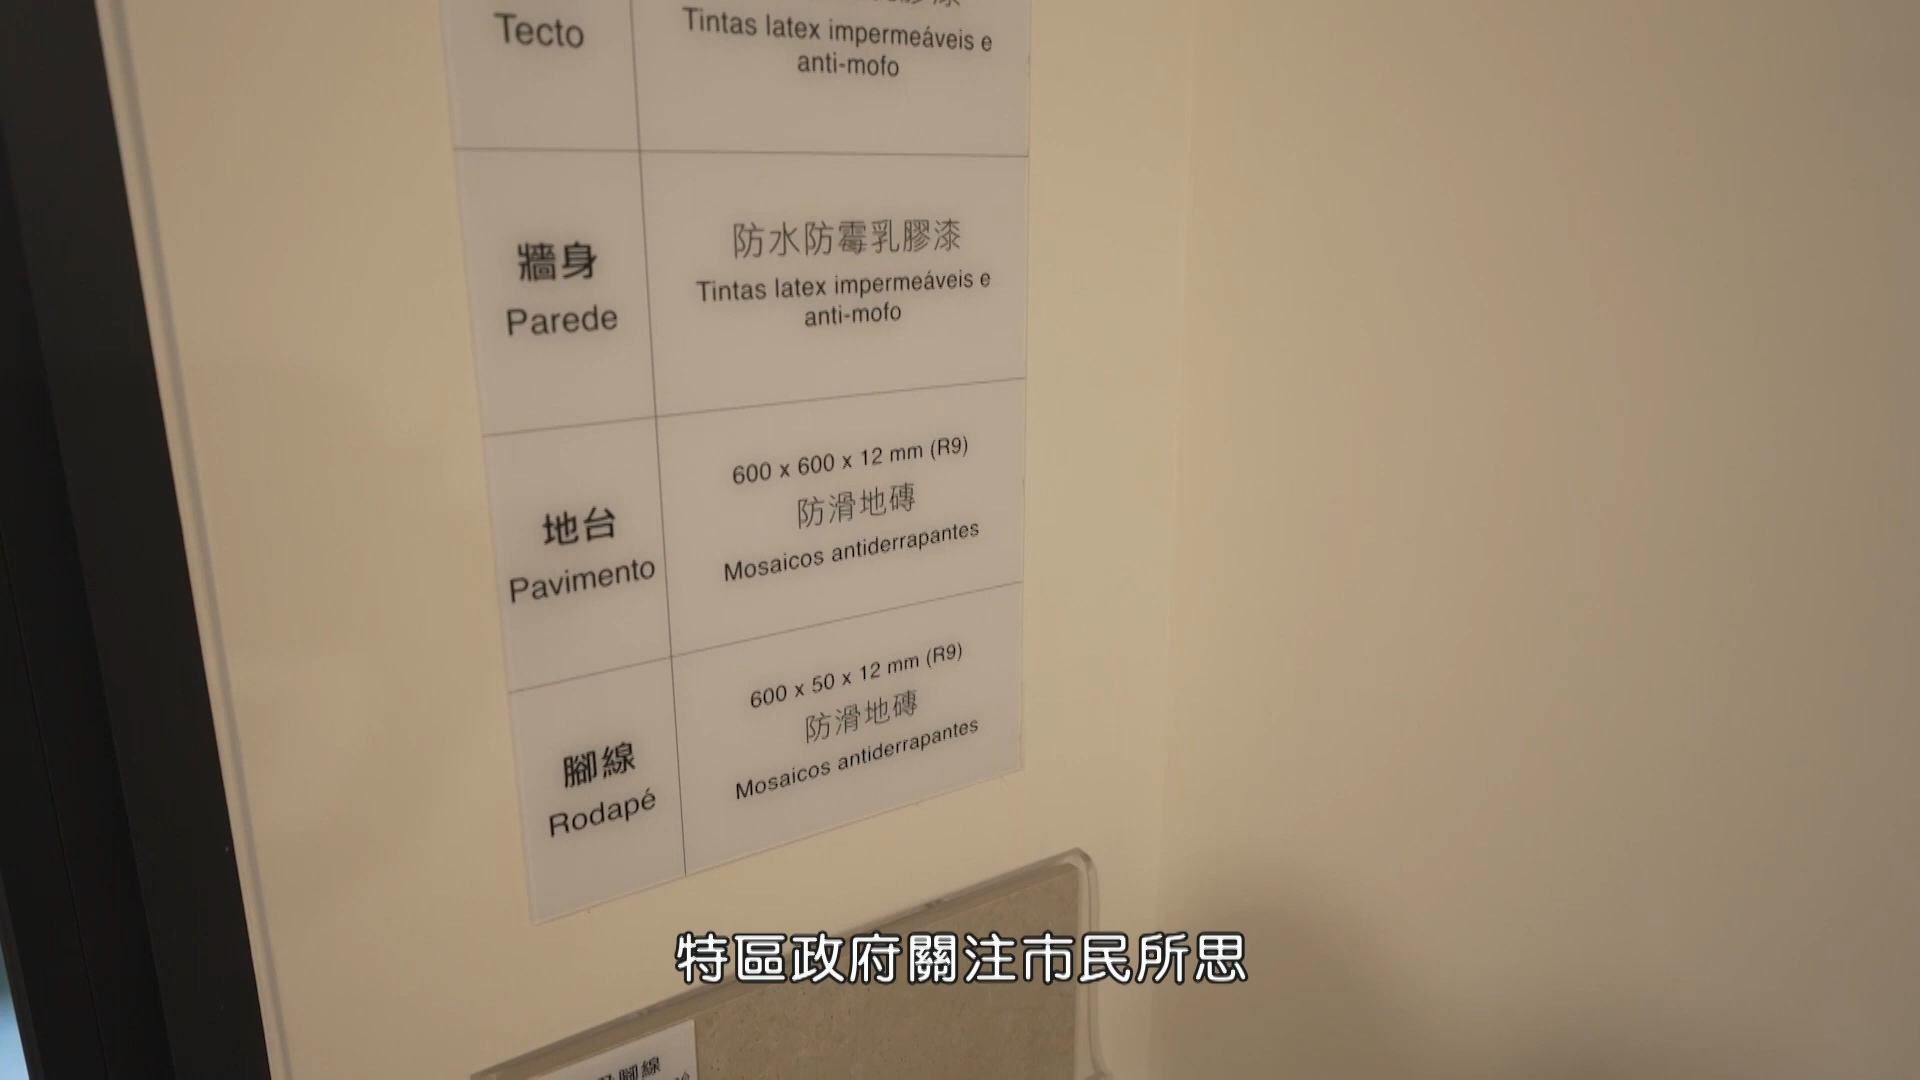 Tecto
Tintas latex impermeáveis e
anti-mofo
牆身
Parede
防水防霉乳膠漆
Tintas latex impermeáveis e
anti-mofo
地台
Pavimento
600 x 600 x 12 mm (R9)
防滑地磚
Mosaicos antiderrapantes
腳線
Rodapé
600 x 50 x 12 mm (R9)
防滑地磚
Mosaicos antiderrapantes
特區政府關注市民所思
腳線